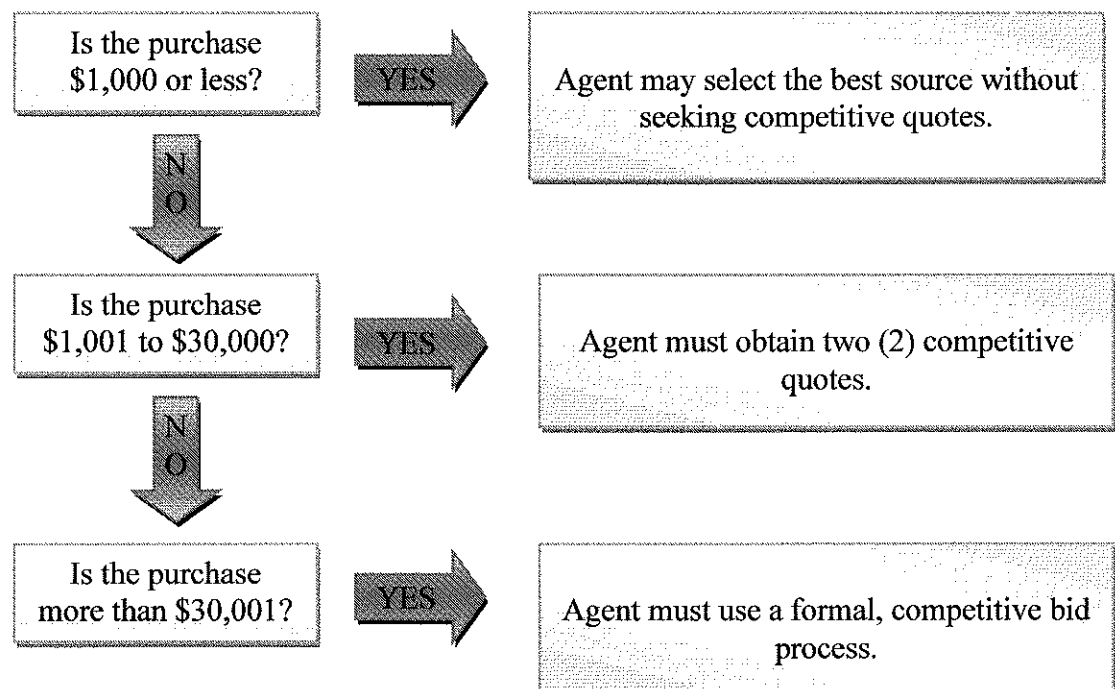 Is the purchase
$1,000 or less?
YES
Agent may select the best source without
seeking competitive quotes.
N
O
Is the purchase
$1,001 to $30,000?
YES
Agent must obtain two (2) competitive
quotes.
N
O
Is the purchase
more than $30,001?
YES
Agent must use a formal, competitive bid
process.